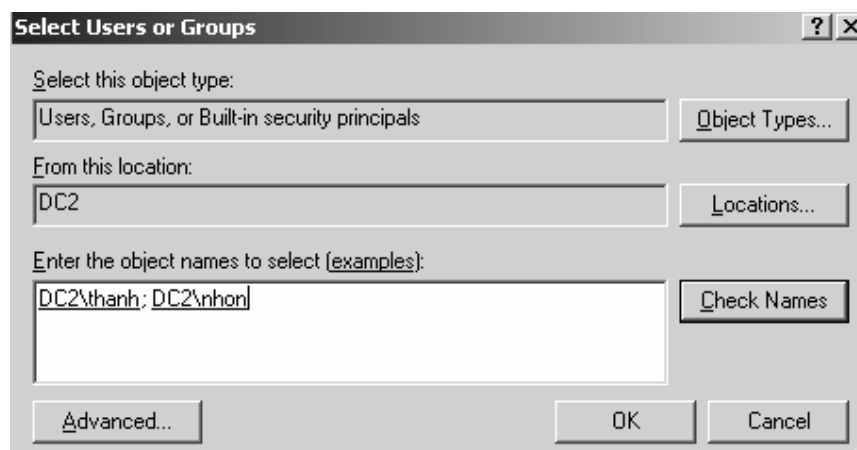 Select Users or Groups
Select this object type:
Users, Groups, or Built-in security principals
Object Types...
From this location:
DC2
Locations...
Enter the object names to select (examples):
DC2\thanh; DC2\nhon
Check Names
Advanced...
OK
Cancel